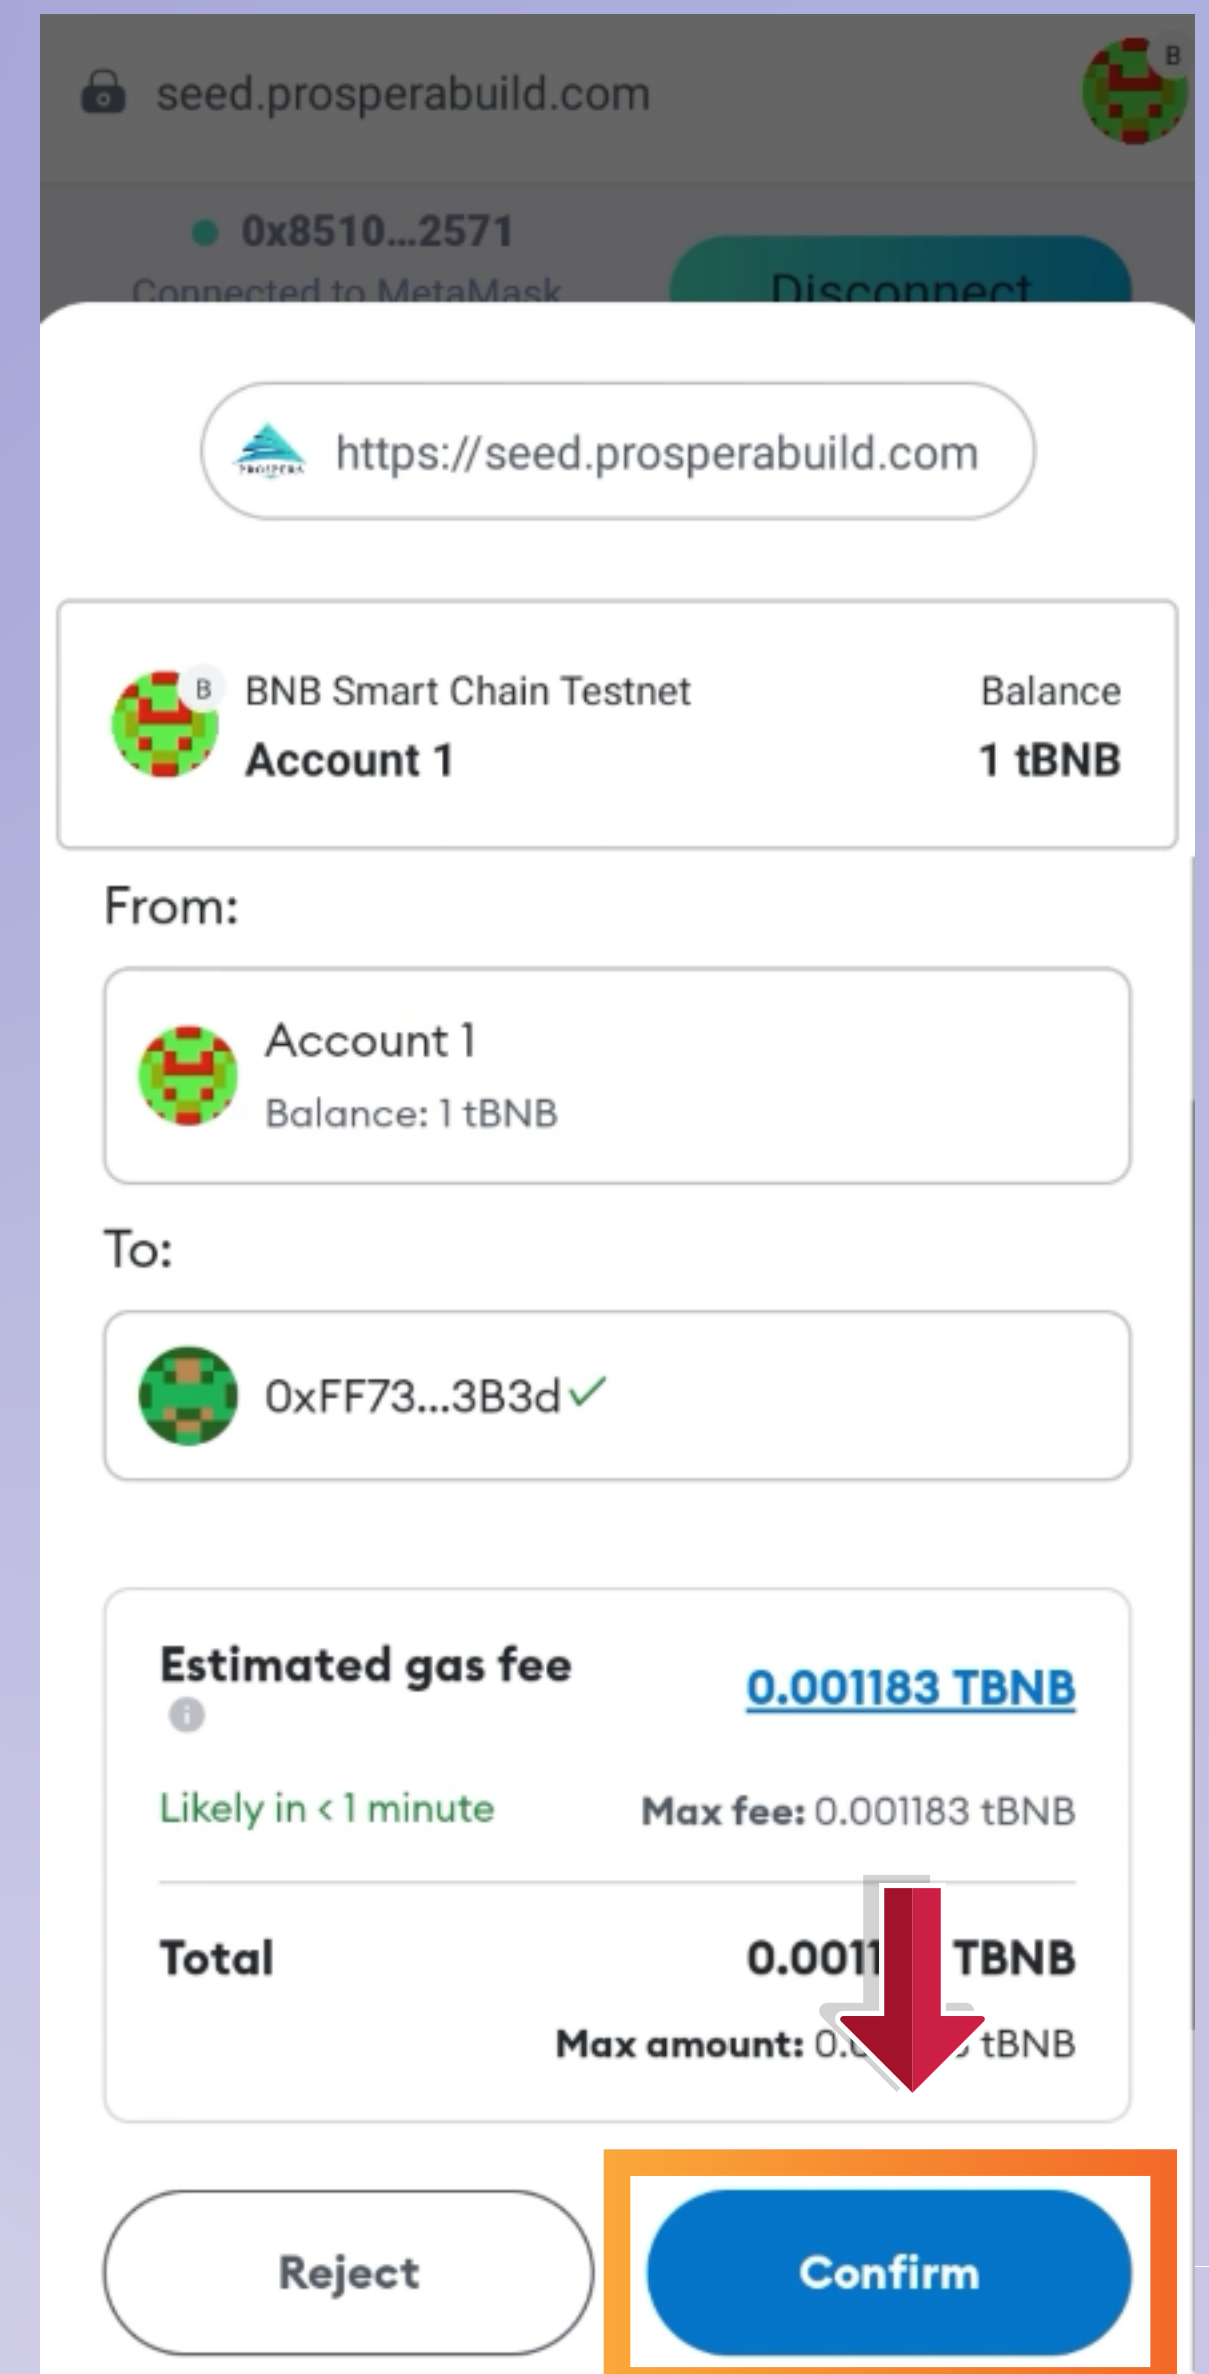 seed.prosperabuild.com
B
0x8510...2571
Connected to MetaMask
Disconnect
PROSPERA
https://seed.prosperabuild.com
B
BNB Smart Chain Testnet
Balance
Account 1
1 tBNB
From:
Account 1
Balance: 1 tBNB
To:
0xFF73...3B3d
Estimated gas fee
0.001183 TBNB
Likely in < 1 minute
Max fee: 0.001183 tBNB
Total
TBNB
Max amount:
tBNB
Reject
Confirm